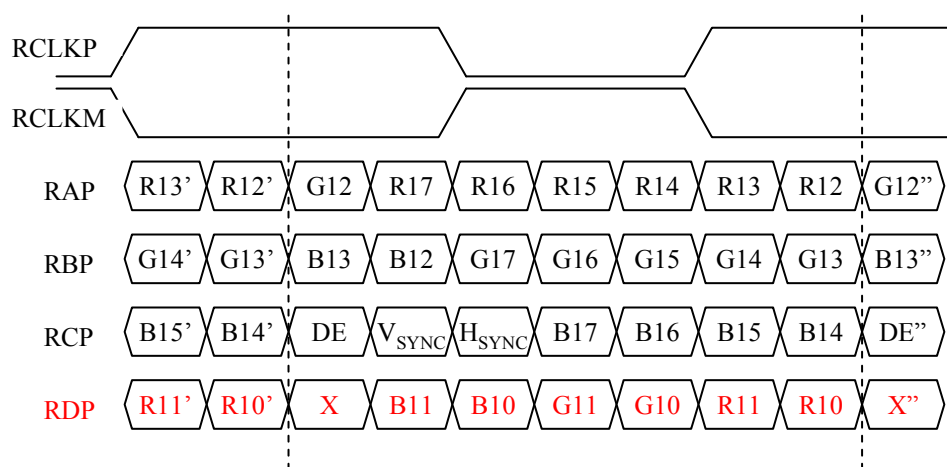 RCLKP
RCLKM
RAP R13’ R12’ G12 R17 R16 R15 R14 R13 R12 G12”
RBP G14’ G13’ B13 B12 G17 G16 G15 G14 G13 B13”
RCP B15’ B14’ DE VSYNC HSYNC B17 B16 B15 B14 DE”
RDP R11’ R10’ X B11 B10 G11 G10 R11 R10 X”